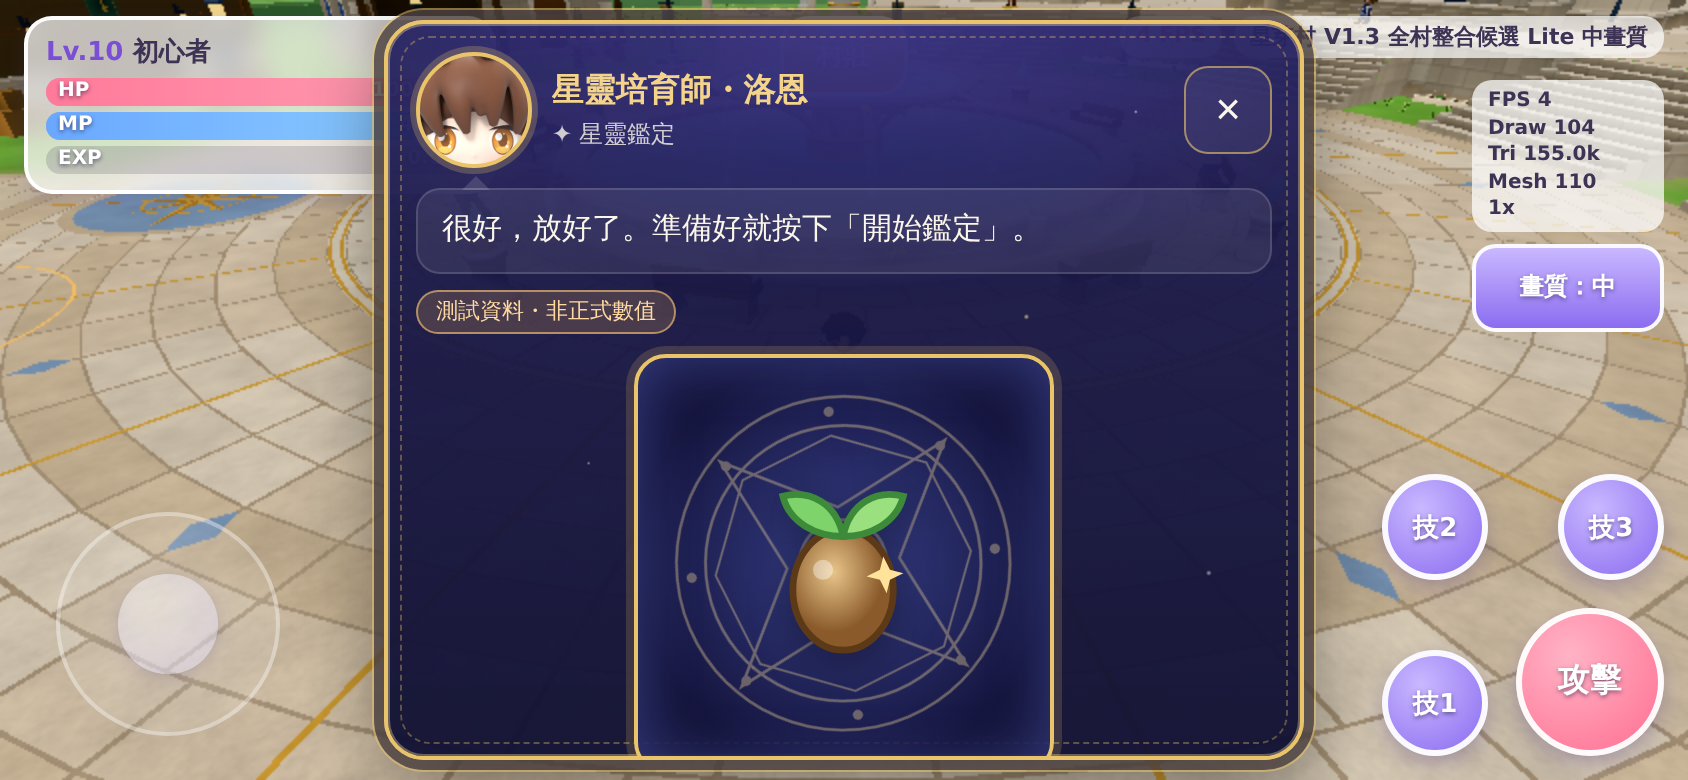 Lv.10 初心者
HP
MP
EXP
星靈培育師・洛恩
✦ 星靈鑑定
×
很好，放好了。準備好就按下「開始鑑定」。
測試資料・非正式數值
村 V1.3 全村整合候選 Lite 中畫質
FPS 4
Draw 104
Tri 155.0k
Mesh 110
1x
畫質：中
技2
技3
技1
攻擊